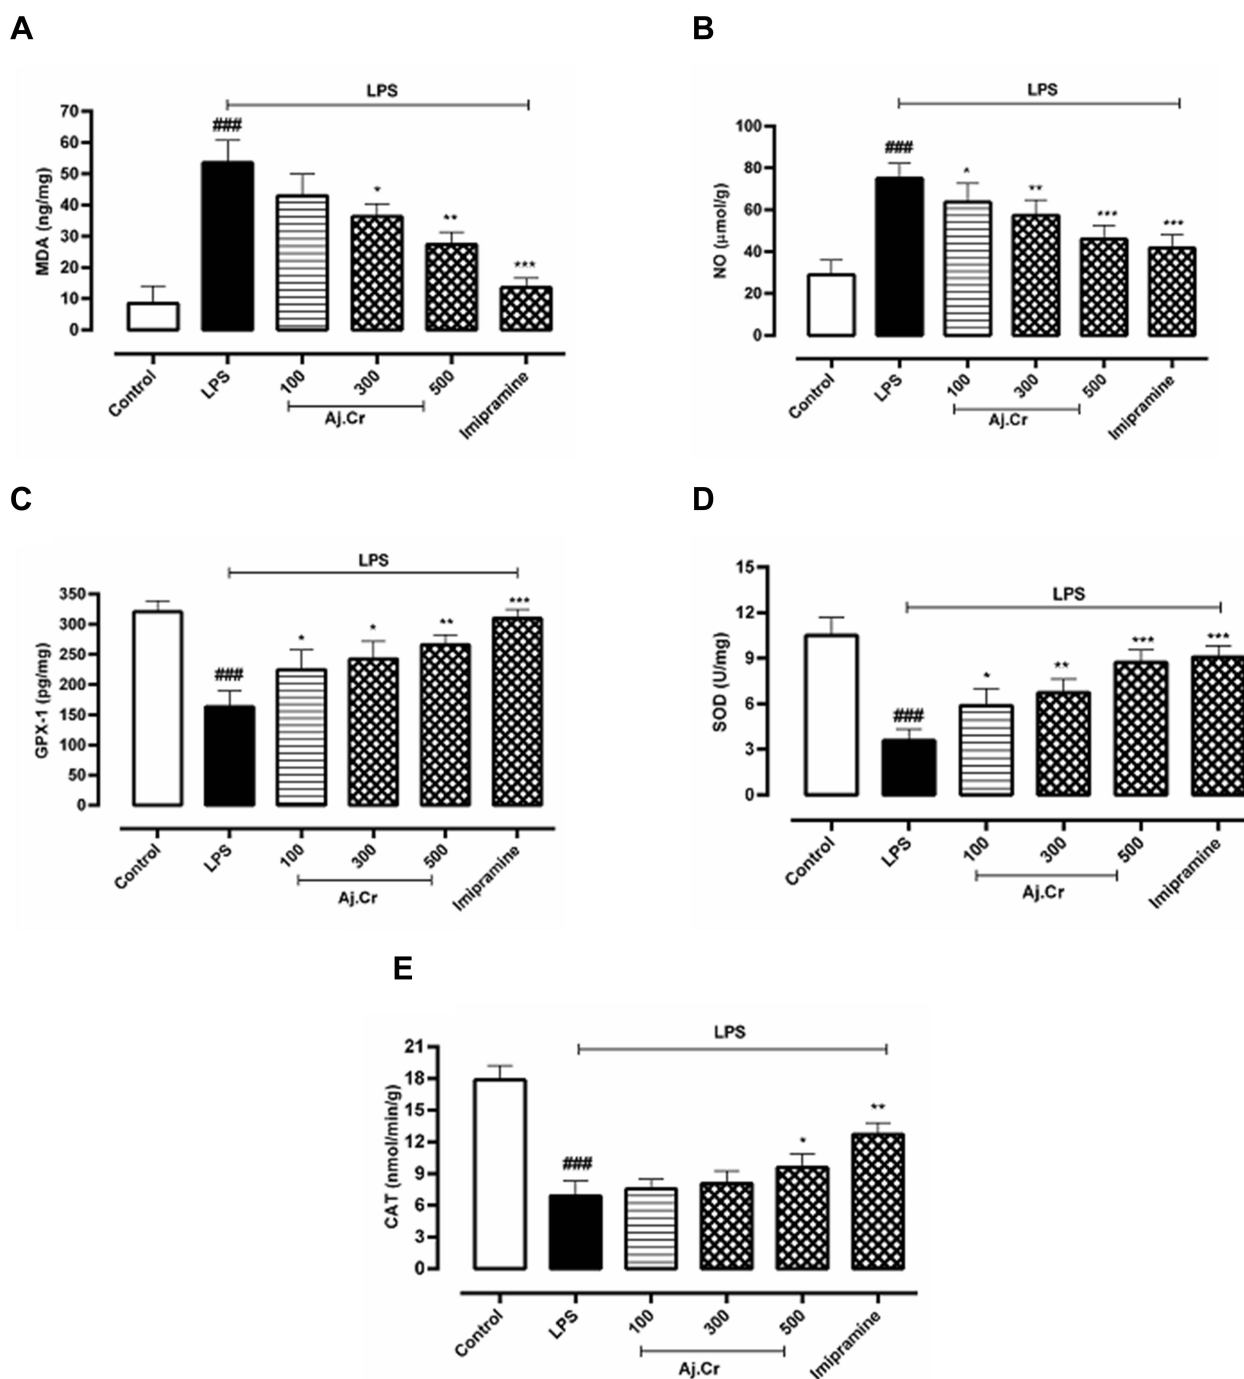 A
LPS
70
60
50
40
30
20
10
0
MDA (ng/mg)
###
*
**
***
Control
LPS
100
300
500
Imipramine
Aj.Cr
B
LPS
100
80
60
40
20
0
NO (µmol/g)
###
*
**
***
***
Control
LPS
100
300
500
Imipramine
Aj.Cr
C
LPS
350
300
250
200
150
100
50
0
GPX-1 (pg/mg)
###
*
*
**
***
Control
LPS
100
300
500
Imipramine
Aj.Cr
D
LPS
15
12
9
6
3
0
SOD (U/mg)
###
*
**
***
***
Control
LPS
100
300
500
Imipramine
Aj.Cr
E
LPS
21
18
15
12
9
6
3
0
CAT (nmol/min/g)
###
*
**
Control
LPS
100
300
500
Imipramine
Aj.Cr